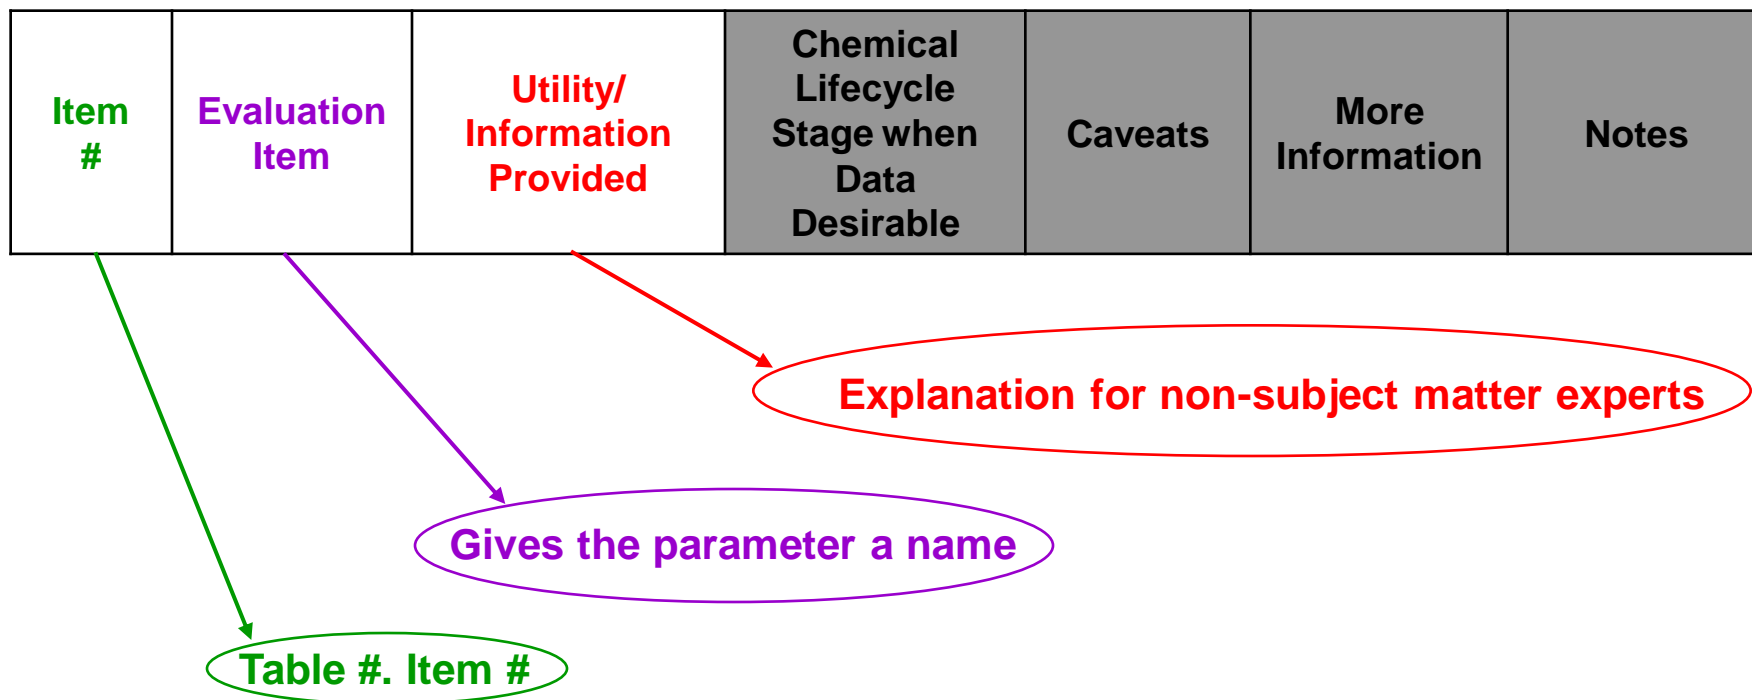 Item
#
Evaluation
Item
Utility/
Information
Provided
Chemical
Lifecycle
Stage when
Data
Desirable
Caveats
More
Information
Notes
Explanation for non-subject matter experts
Gives the parameter a name
Table #. Item #